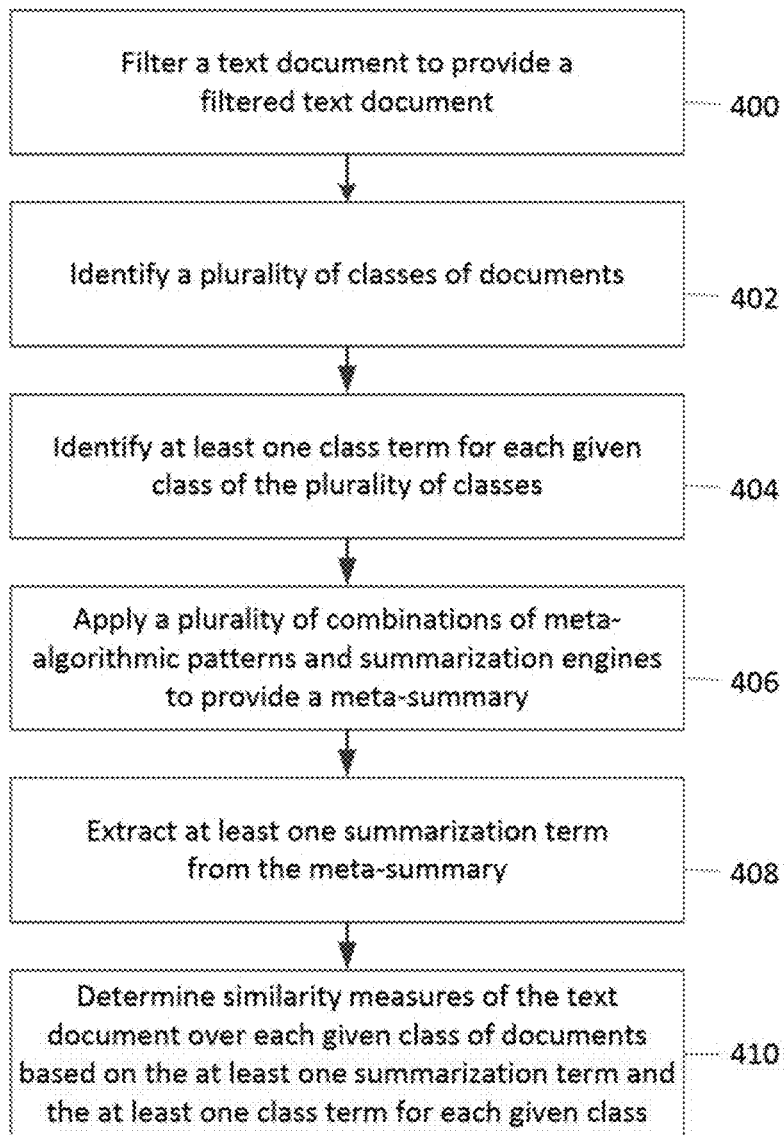 Filter a text document to provide a
filtered text document
400
Identify a plurality of classes of documents
402
Identify at least one class term for each given
class of the plurality of classes
404
Apply a plurality of combinations of meta-
algorithmic patterns and summarization engines
to provide a meta-summary
406
Extract at least one summarization term
from the meta-summary
408
Determine similarity measures of the text
document over each given class of documents
based on the at least one summarization term and
the at least one class term for each given class
410